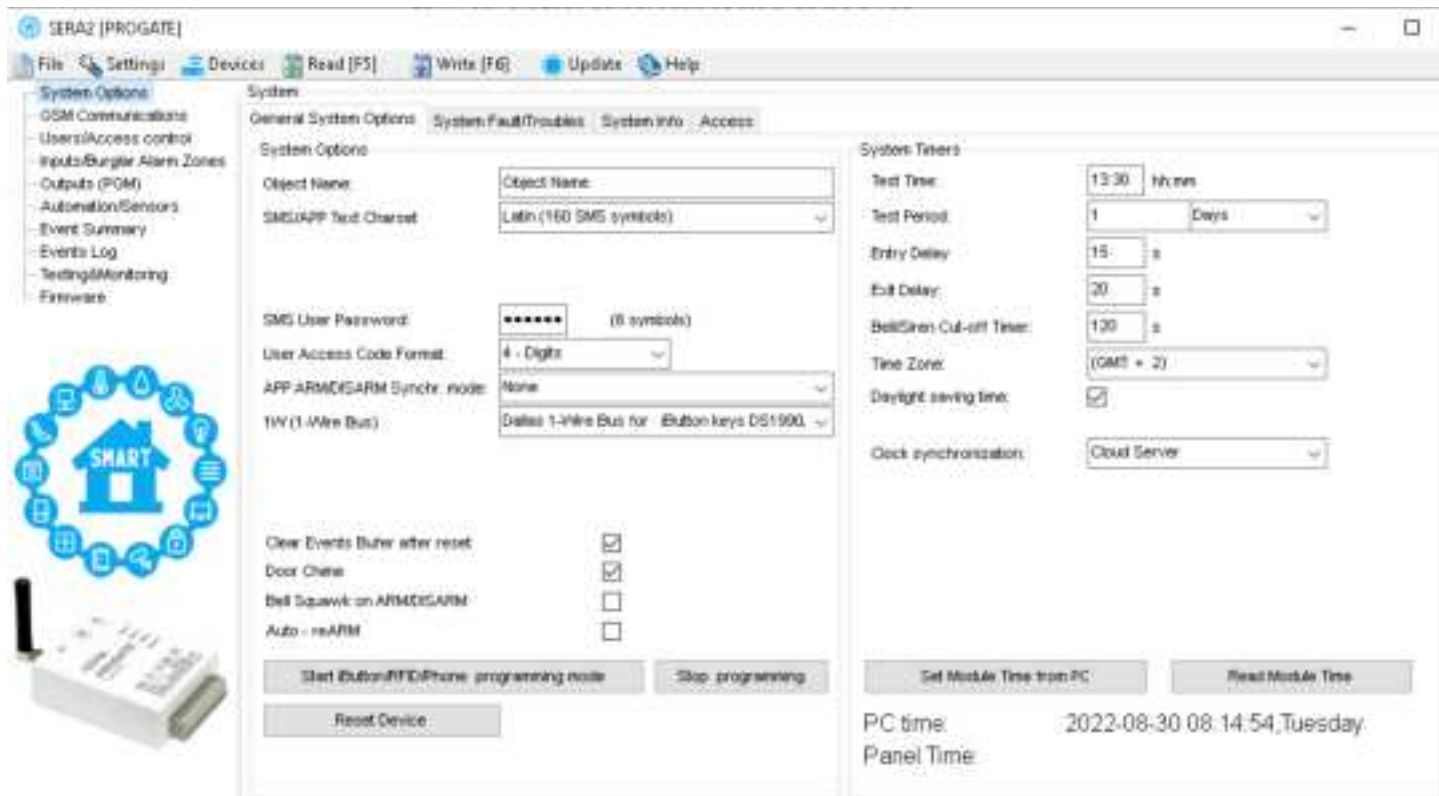 SERA2 [PROGATE]
File Settings Devices Read [F5] Write [F6] Update Help
System Options
GSM Communications
Users/Access control
Inputs/Burglar Alarm Zones
Outputs (PGM)
Automation/Sensors
Event Summary
Events Log
Testing&Monitoring
Firmware
SMART
System
General System Options System Fault/Troubles System Info Access
System Options
Object Name: Object Name
SMS/APP Text Charset Latin (160 SMS symbols)
SMS User Password: •••••• (6 symbols)
User Access Code Format 4 - Digits
APP ARM/DISARM Synchr. mode: None
1W (1-Wire Bus) Dallas 1-Wire Bus for iButton keys DS1990,
Clear Events Bufer after reset
Door Chime
Bell Squawk on ARM/DISARM
Auto - reARM
Start iButton/RFID/Phone programming mode Stop programming
Reset Device
System Timers
Test Time: 13:30 hh:mm
Test Period: 1 Days
Entry Delay 15 s
Exit Delay: 20 s
Bell/Siren Cut-off Timer: 120 s
Time Zone: (GMT + 2)
Daylight saving time:
Clock synchronization: Cloud Server
Set Module Time from PC Read Module Time
PC time: 2022-08-30 08:14:54,Tuesday
Panel Time: